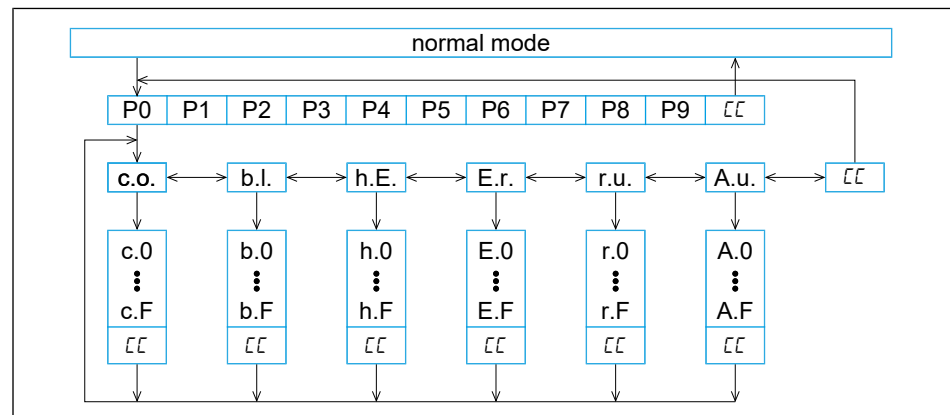 normal mode
P0 P1 P2 P3 P4 P5 P6 P7 P8 P9 CC
c.o. b.l. h.E. E.r. r.u. A.u. CC
c.0 b.0 h.0 E.0 r.0 A.0
c.F b.F h.F E.F r.F A.F
CC CC CC CC CC CC